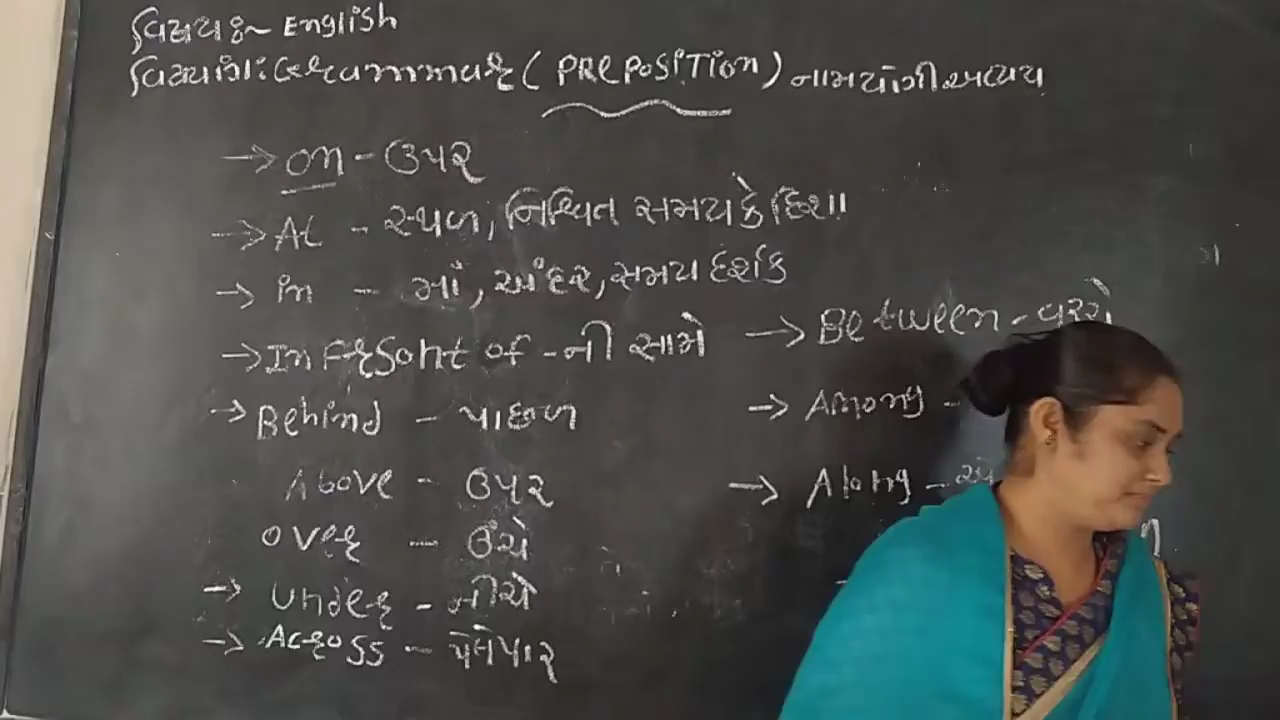 વિષય:- English
વિષયાંગ: Grammar (PREPOSITION) નામયોગી અવ્યય
→ on - ઉપર
→ At - સ્થળ, નિશ્ચિત સમય કે દિશા
→ in - માં, અંદર, સમય દર્શક
→ In front of - ની સામે
→ Behind - પાછળ
Above - ઉપર
over - ઉંચે
→ under - નીચે
→ Across - પેલેપાર
→ Between - વચ્ચે
→ Among -
→ Along -